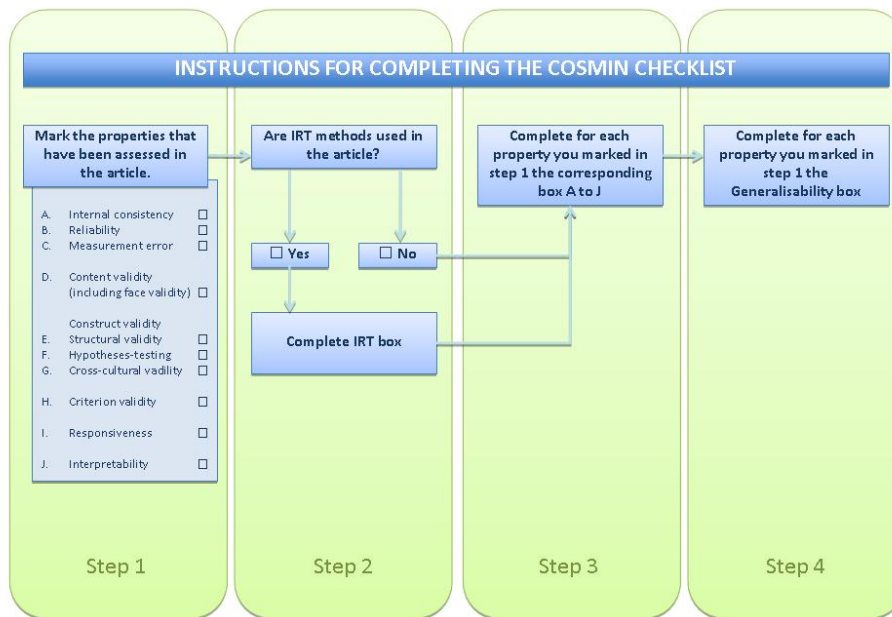 INSTRUCTIONS FOR COMPLETING THE COSMIN CHECKLIST
Mark the properties that
have been assessed in
the article.
A. Internal consistency □
B. Reliability □
C. Measurement error □
D. Content validity
(including face validity) □
Construct validity
E. Structural validity □
F. Hypotheses-testing □
G. Cross-cultural vadility □
H. Criterion validity □
I. Responsiveness □
J. Interpretability □
Step 1
Are IRT methods used in
the article?
□ Yes
□ No
Complete IRT box
Step 2
Complete for each
property you marked in
step 1 the corresponding
box A to J
Step 3
Complete for each
property you marked in
step 1 the
Generalisability box
Step 4